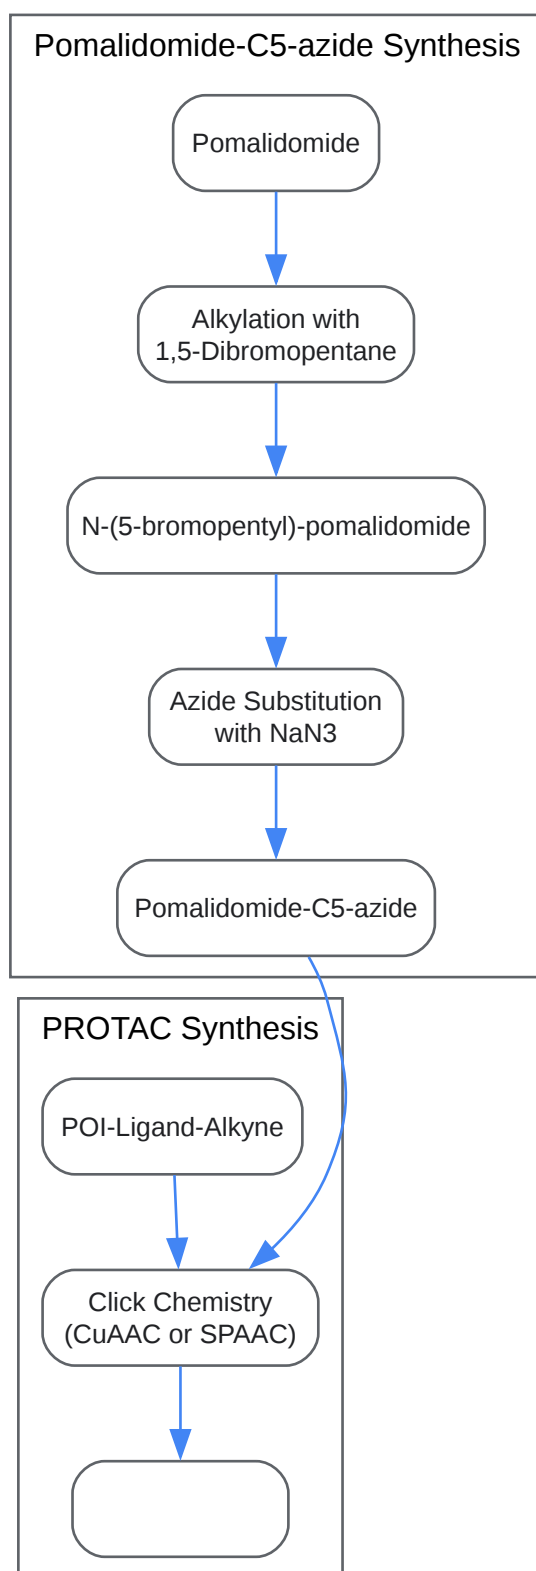 Pomalidomide-C5-azide Synthesis
Pomalidomide
Alkylation with
1,5-Dibromopentane
N-(5-bromopentyl)-pomalidomide
Azide Substitution
with NaN3
Pomalidomide-C5-azide
PROTAC Synthesis
POI-Ligand-Alkyne
Click Chemistry
(CuAAC or SPAAC)